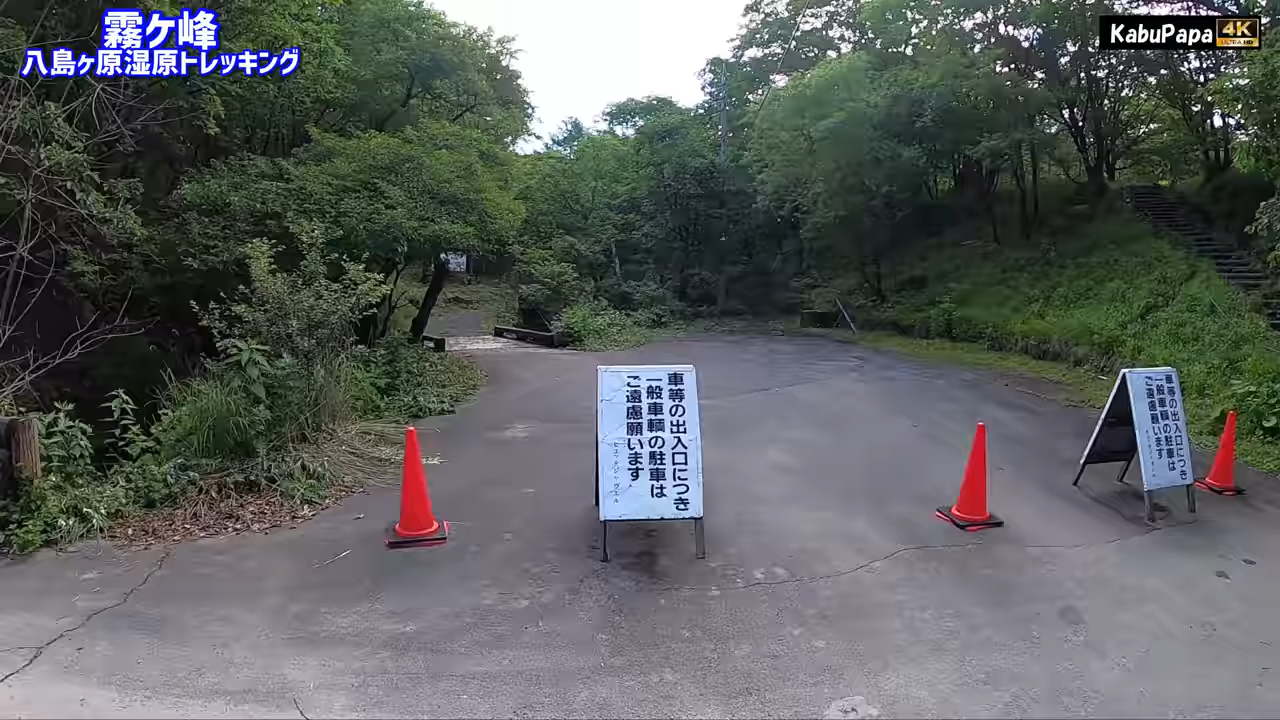 霧ケ峰
八島ヶ原湿原トレッキング
KabuPapa 4K
ULTRA HD
車等の出入口につき
一般車輌の駐車は
ご遠慮願います
車等の出入口につき
一般車輌の駐車は
ご遠慮願います